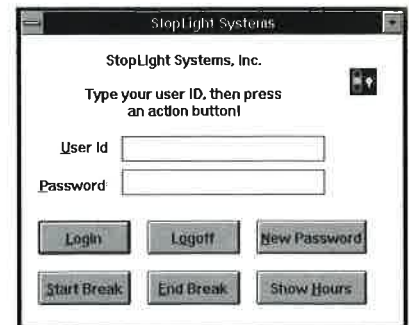 StopLight Systems
StopLight Systems, Inc.
Type your user ID, then press
an action button!
User Id
Password
Login Logoff New Password
Start Break End Break Show Hours